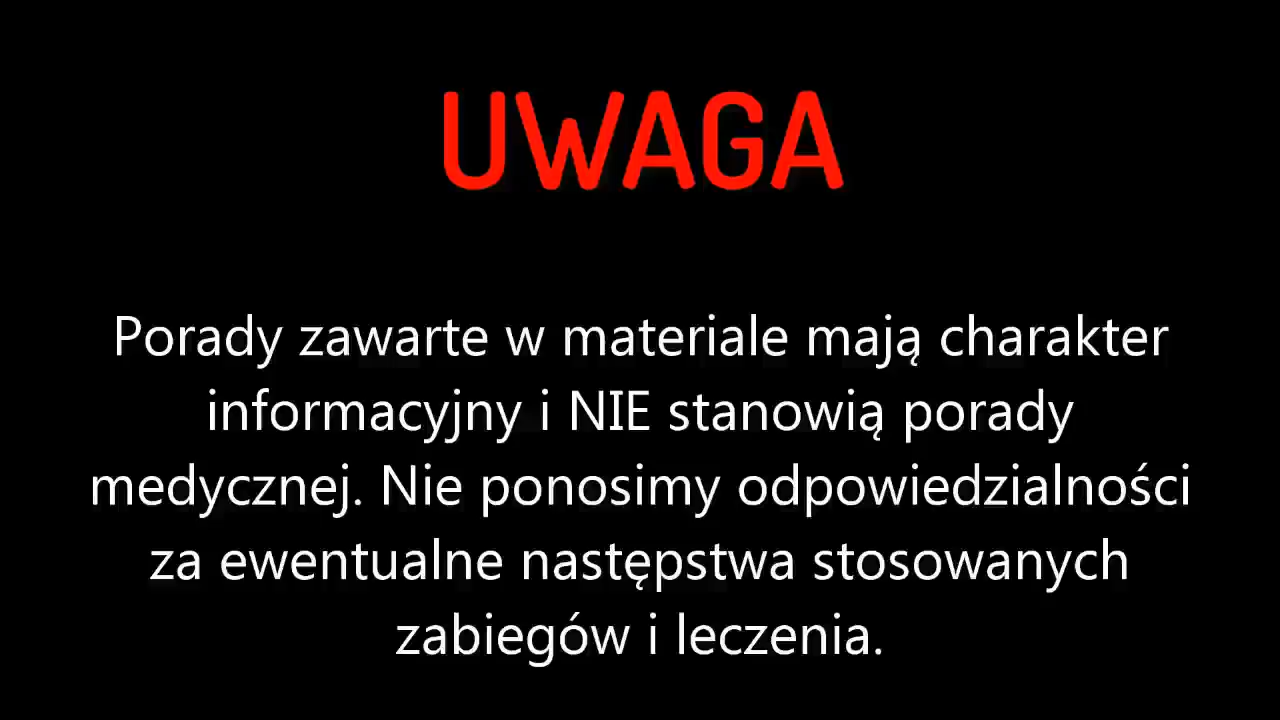 UWAGA
Porady zawarte w materiale mają charakter
informacyjny i NIE stanowią porady
medycznej. Nie ponosimy odpowiedzialności
za ewentualne następstwa stosowanych
zabiegów i leczenia.